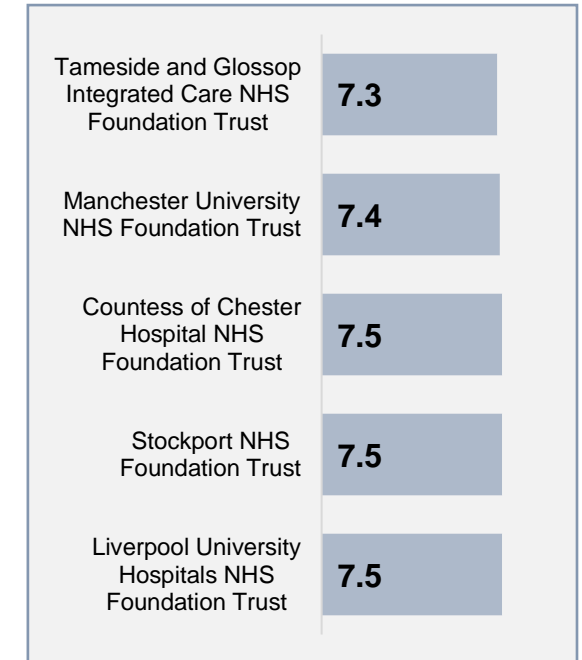 Tameside and Glossop
Integrated Care NHS
Foundation Trust
7.3
Manchester University
NHS Foundation Trust
7.4
Countess of Chester
Hospital NHS
Foundation Trust
7.5
Stockport NHS
Foundation Trust
7.5
Liverpool University
Hospitals NHS
Foundation Trust
7.5